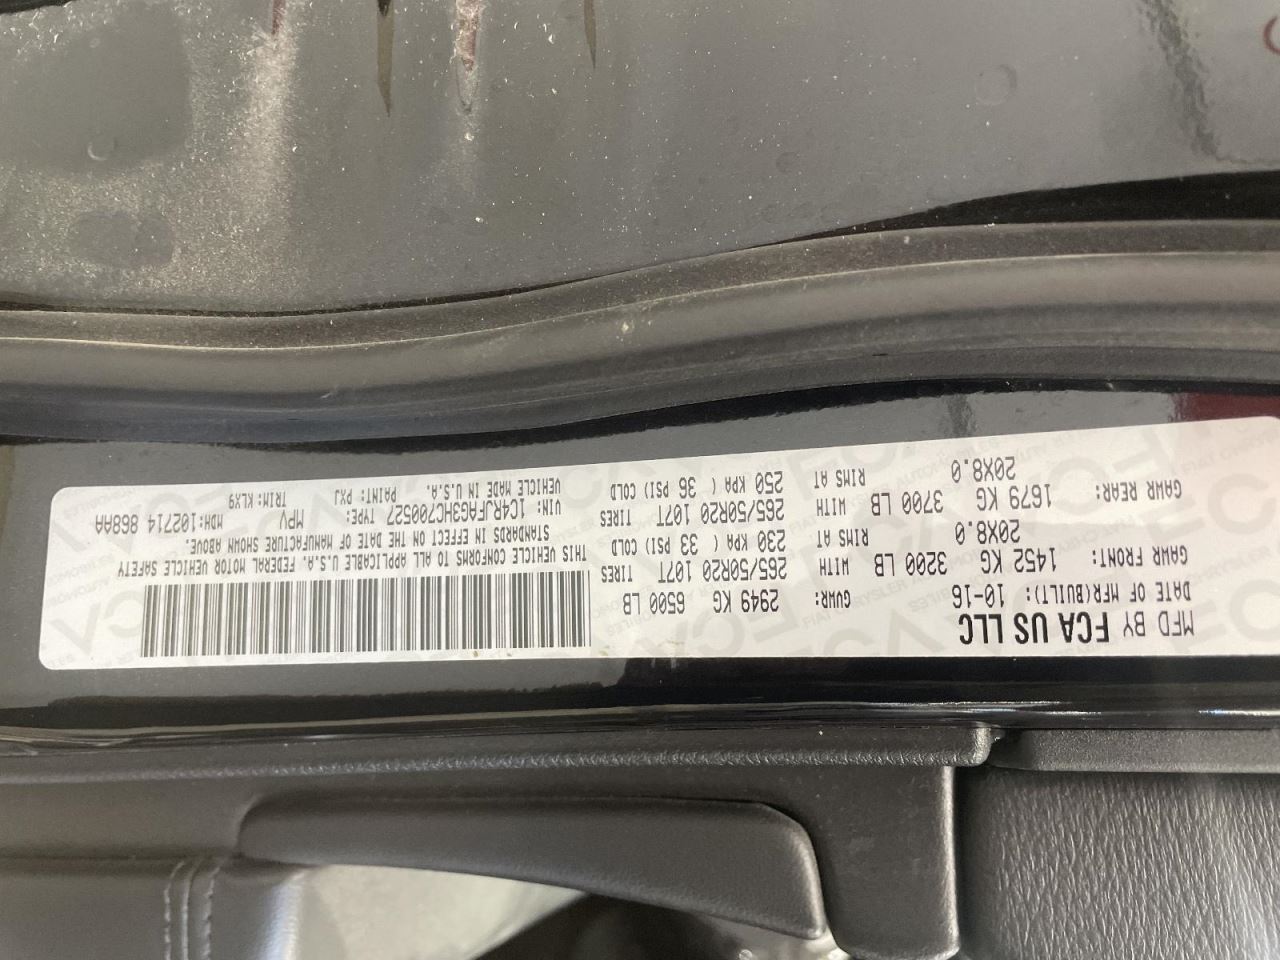 MFD BY FCA US LLC
DATE OF MFR(BUILT): 10-16 GVWR: 2949 KG 6500 LB
GAWR FRONT: 1452 KG 3200 LB WITH 265/50R20 107T TIRES
20X8.0 RIMS AT 230 KPA ( 33 PSI) COLD
GAWR REAR: 1679 KG 3700 LB WITH 265/50R20 107T TIRES
20X8.0 RIMS AT 250 KPA ( 36 PSI) COLD
THIS VEHICLE CONFORMS TO ALL APPLICABLE U.S.A. FEDERAL MOTOR VEHICLE SAFETY
STANDARDS IN EFFECT ON THE DATE OF MANUFACTURE SHOWN ABOVE.
VIN: 1C4RJFAG3HC700527 TYPE: MPV MDH:102714 868AA
VEHICLE MADE IN U.S.A. PAINT: PXJ TRIM: KLX9